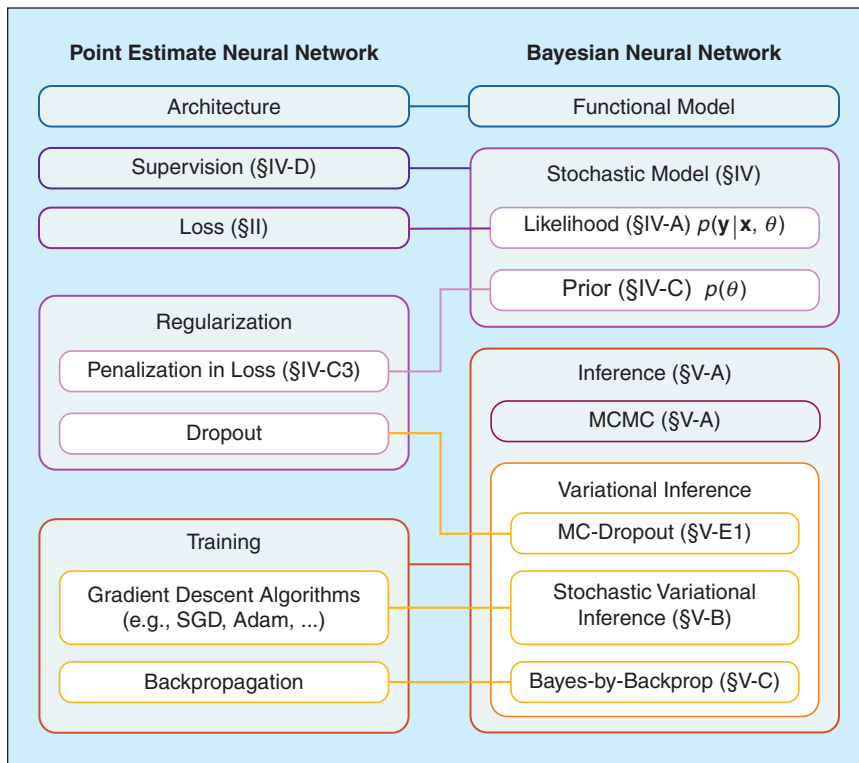 Point Estimate Neural Network
Bayesian Neural Network
Architecture
Functional Model
Supervision (§IV-D)
Stochastic Model (§IV)
Loss (§II)
Likelihood (§IV-A) p(y|x, θ)
Prior (§IV-C) p(θ)
Regularization
Penalization in Loss (§IV-C3)
Dropout
Inference (§V-A)
MCMC (§V-A)
Variational Inference
MC-Dropout (§V-E1)
Training
Gradient Descent Algorithms
(e.g., SGD, Adam, ...)
Stochastic Variational
Inference (§V-B)
Backpropagation
Bayes-by-Backprop (§V-C)